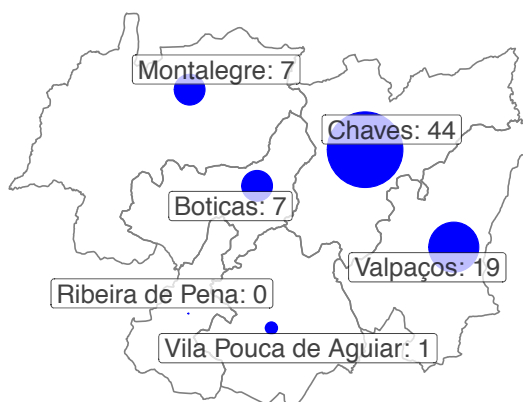 Montalegre: 7
Chaves: 44
Boticas: 7
Valpaços: 19
Ribeira de Pena: 0
Vila Pouca de Aguiar: 1